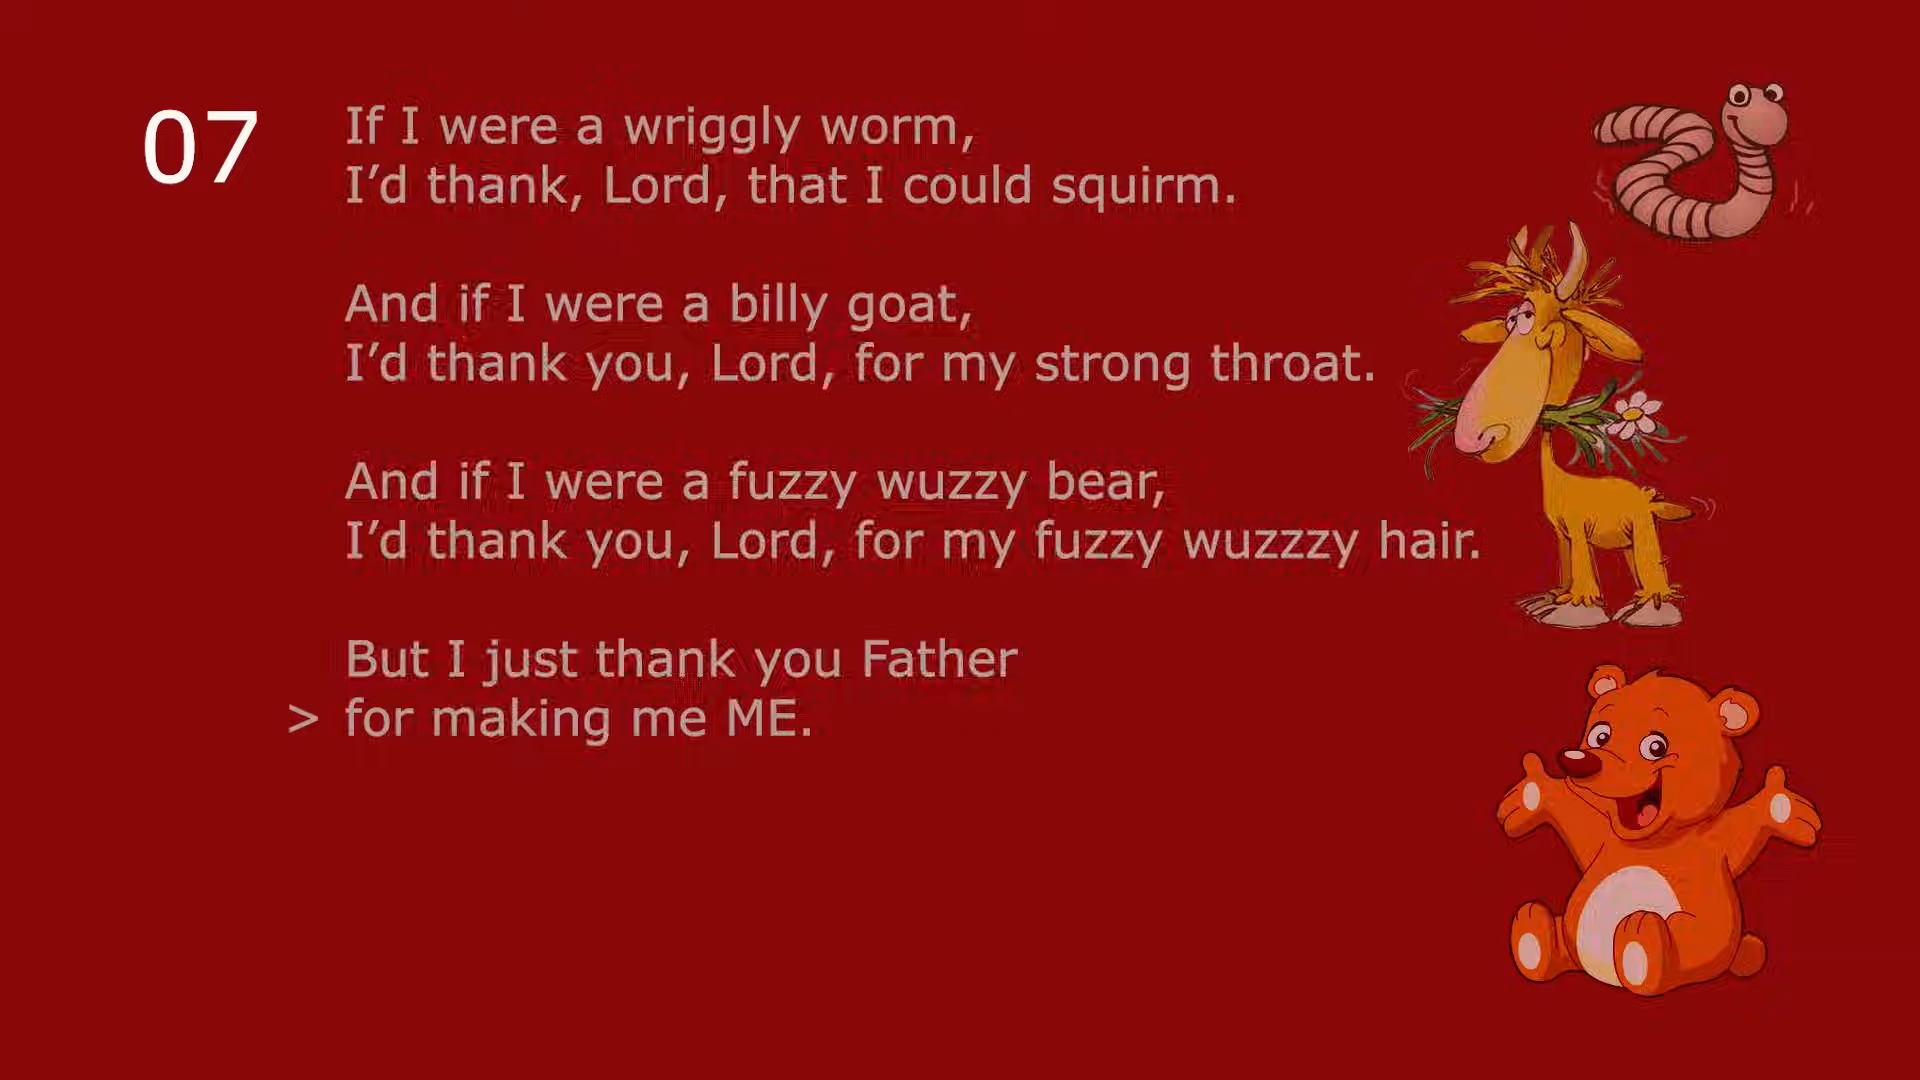 07
If I were a wriggly worm,
I’d thank, Lord, that I could squirm.
And if I were a billy goat,
I’d thank you, Lord, for my strong throat.
And if I were a fuzzy wuzzy bear,
I’d thank you, Lord, for my fuzzy wuzzzy hair.
But I just thank you Father
> for making me ME.